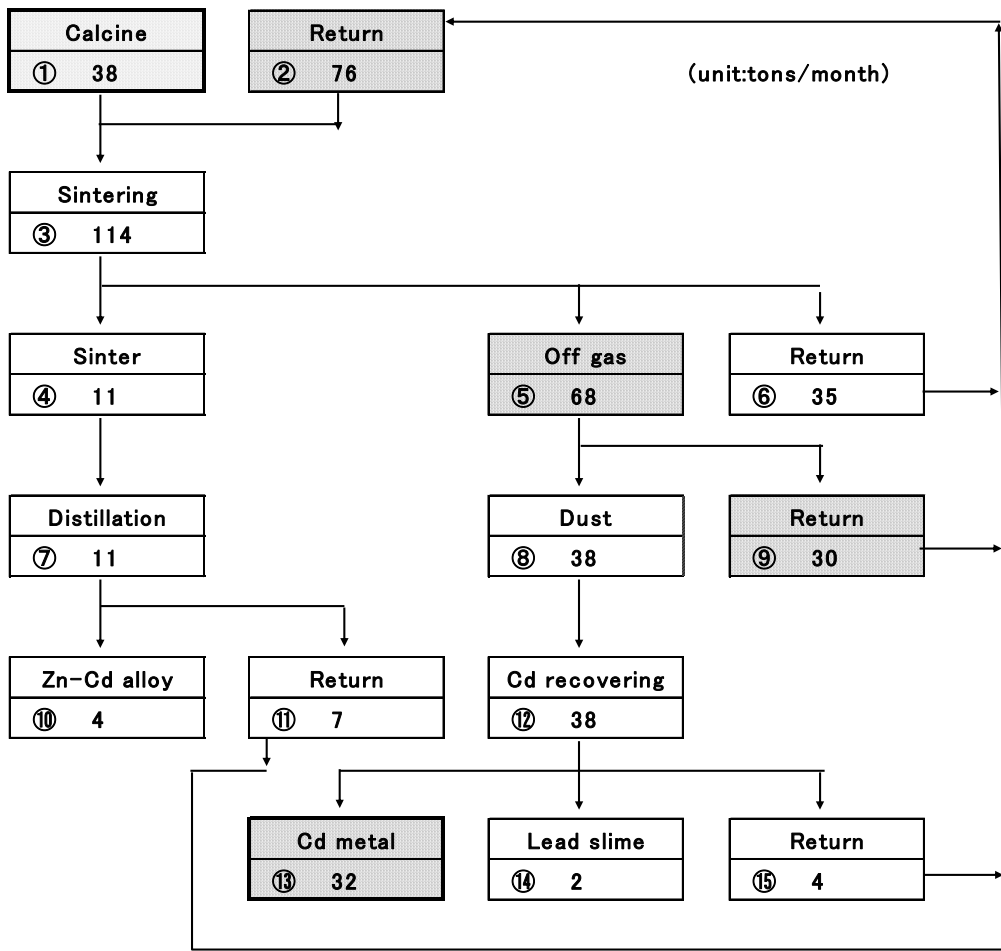 Calcine
① 38
Return
② 76
(unit:tons/month)
Sintering
③ 114
Sinter
④ 11
Off gas
⑤ 68
Return
⑥ 35
Distillation
⑦ 11
Dust
⑧ 38
Return
⑨ 30
Zn-Cd alloy
⑩ 4
Return
⑪ 7
Cd recovering
⑫ 38
Cd metal
⑬ 32
Lead slime
⑭ 2
Return
⑮ 4